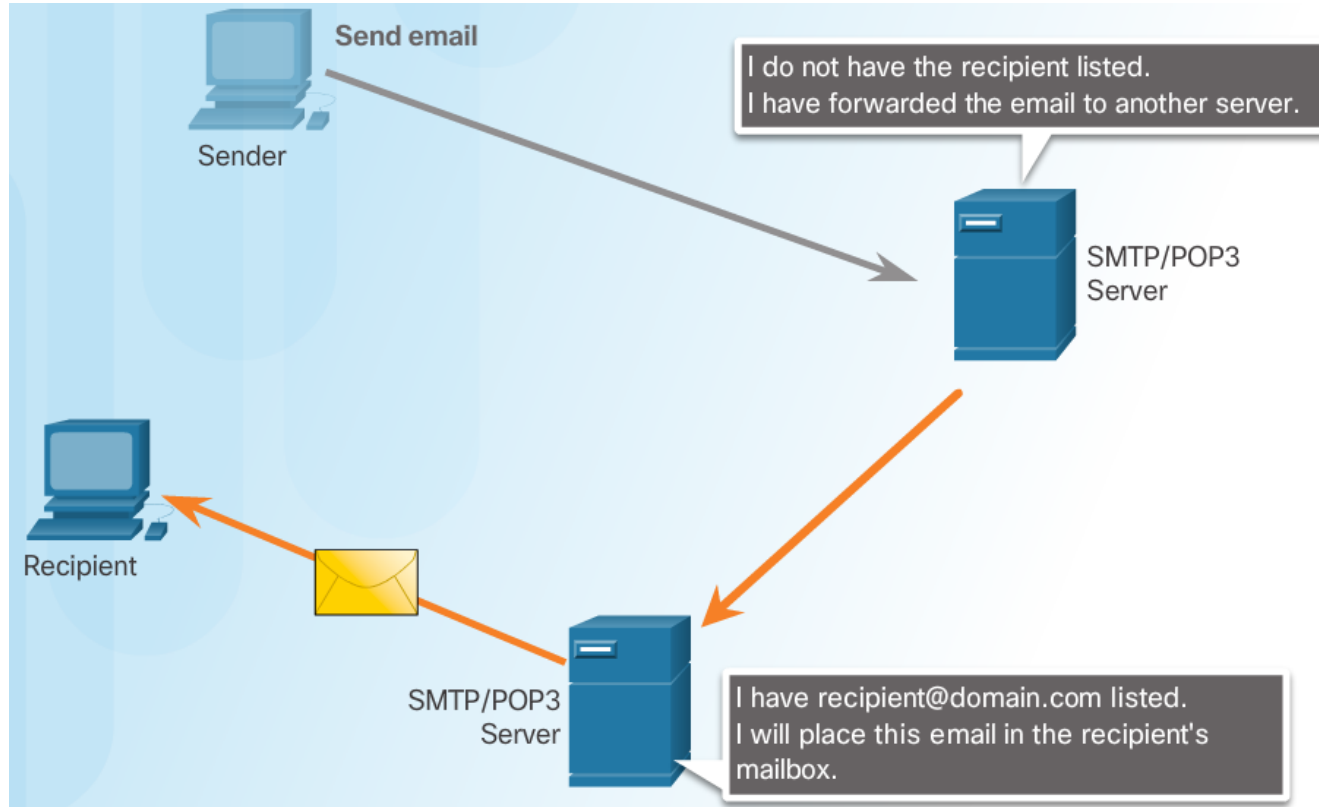 Send email
I do not have the recipient listed.
I have forwarded the email to another server.
Sender
SMTP/POP3
Server
Recipient
SMTP/POP3
Server
I have recipient@domain.com listed.
I will place this email in the recipient's
mailbox.